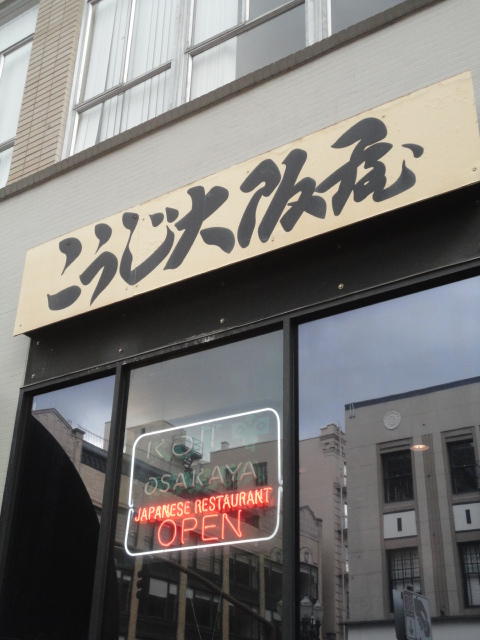 こうじ大阪屋
KOJI
OSAKAYA
JAPANESE RESTAURANT
OPEN